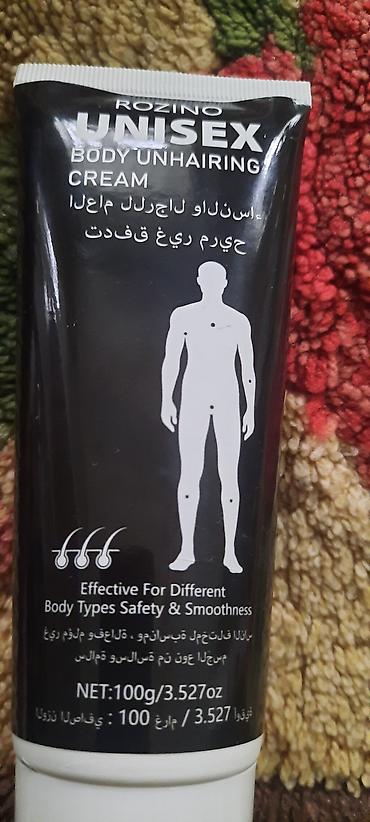 ROZINO
UNISEX
BODY UNHAIRING
CREAM
العام للرجال والنساء
تدفق غير مريح
Effective For Different
Body Types Safety & Smoothness
غير مؤلم وفعالة ، ومناسبة لمختلف الناس
سلامة وسلاسة من نوع الجسم
NET:100g/3.527oz
الوزن الصافي : 100 غرام / 3.527 أوقية